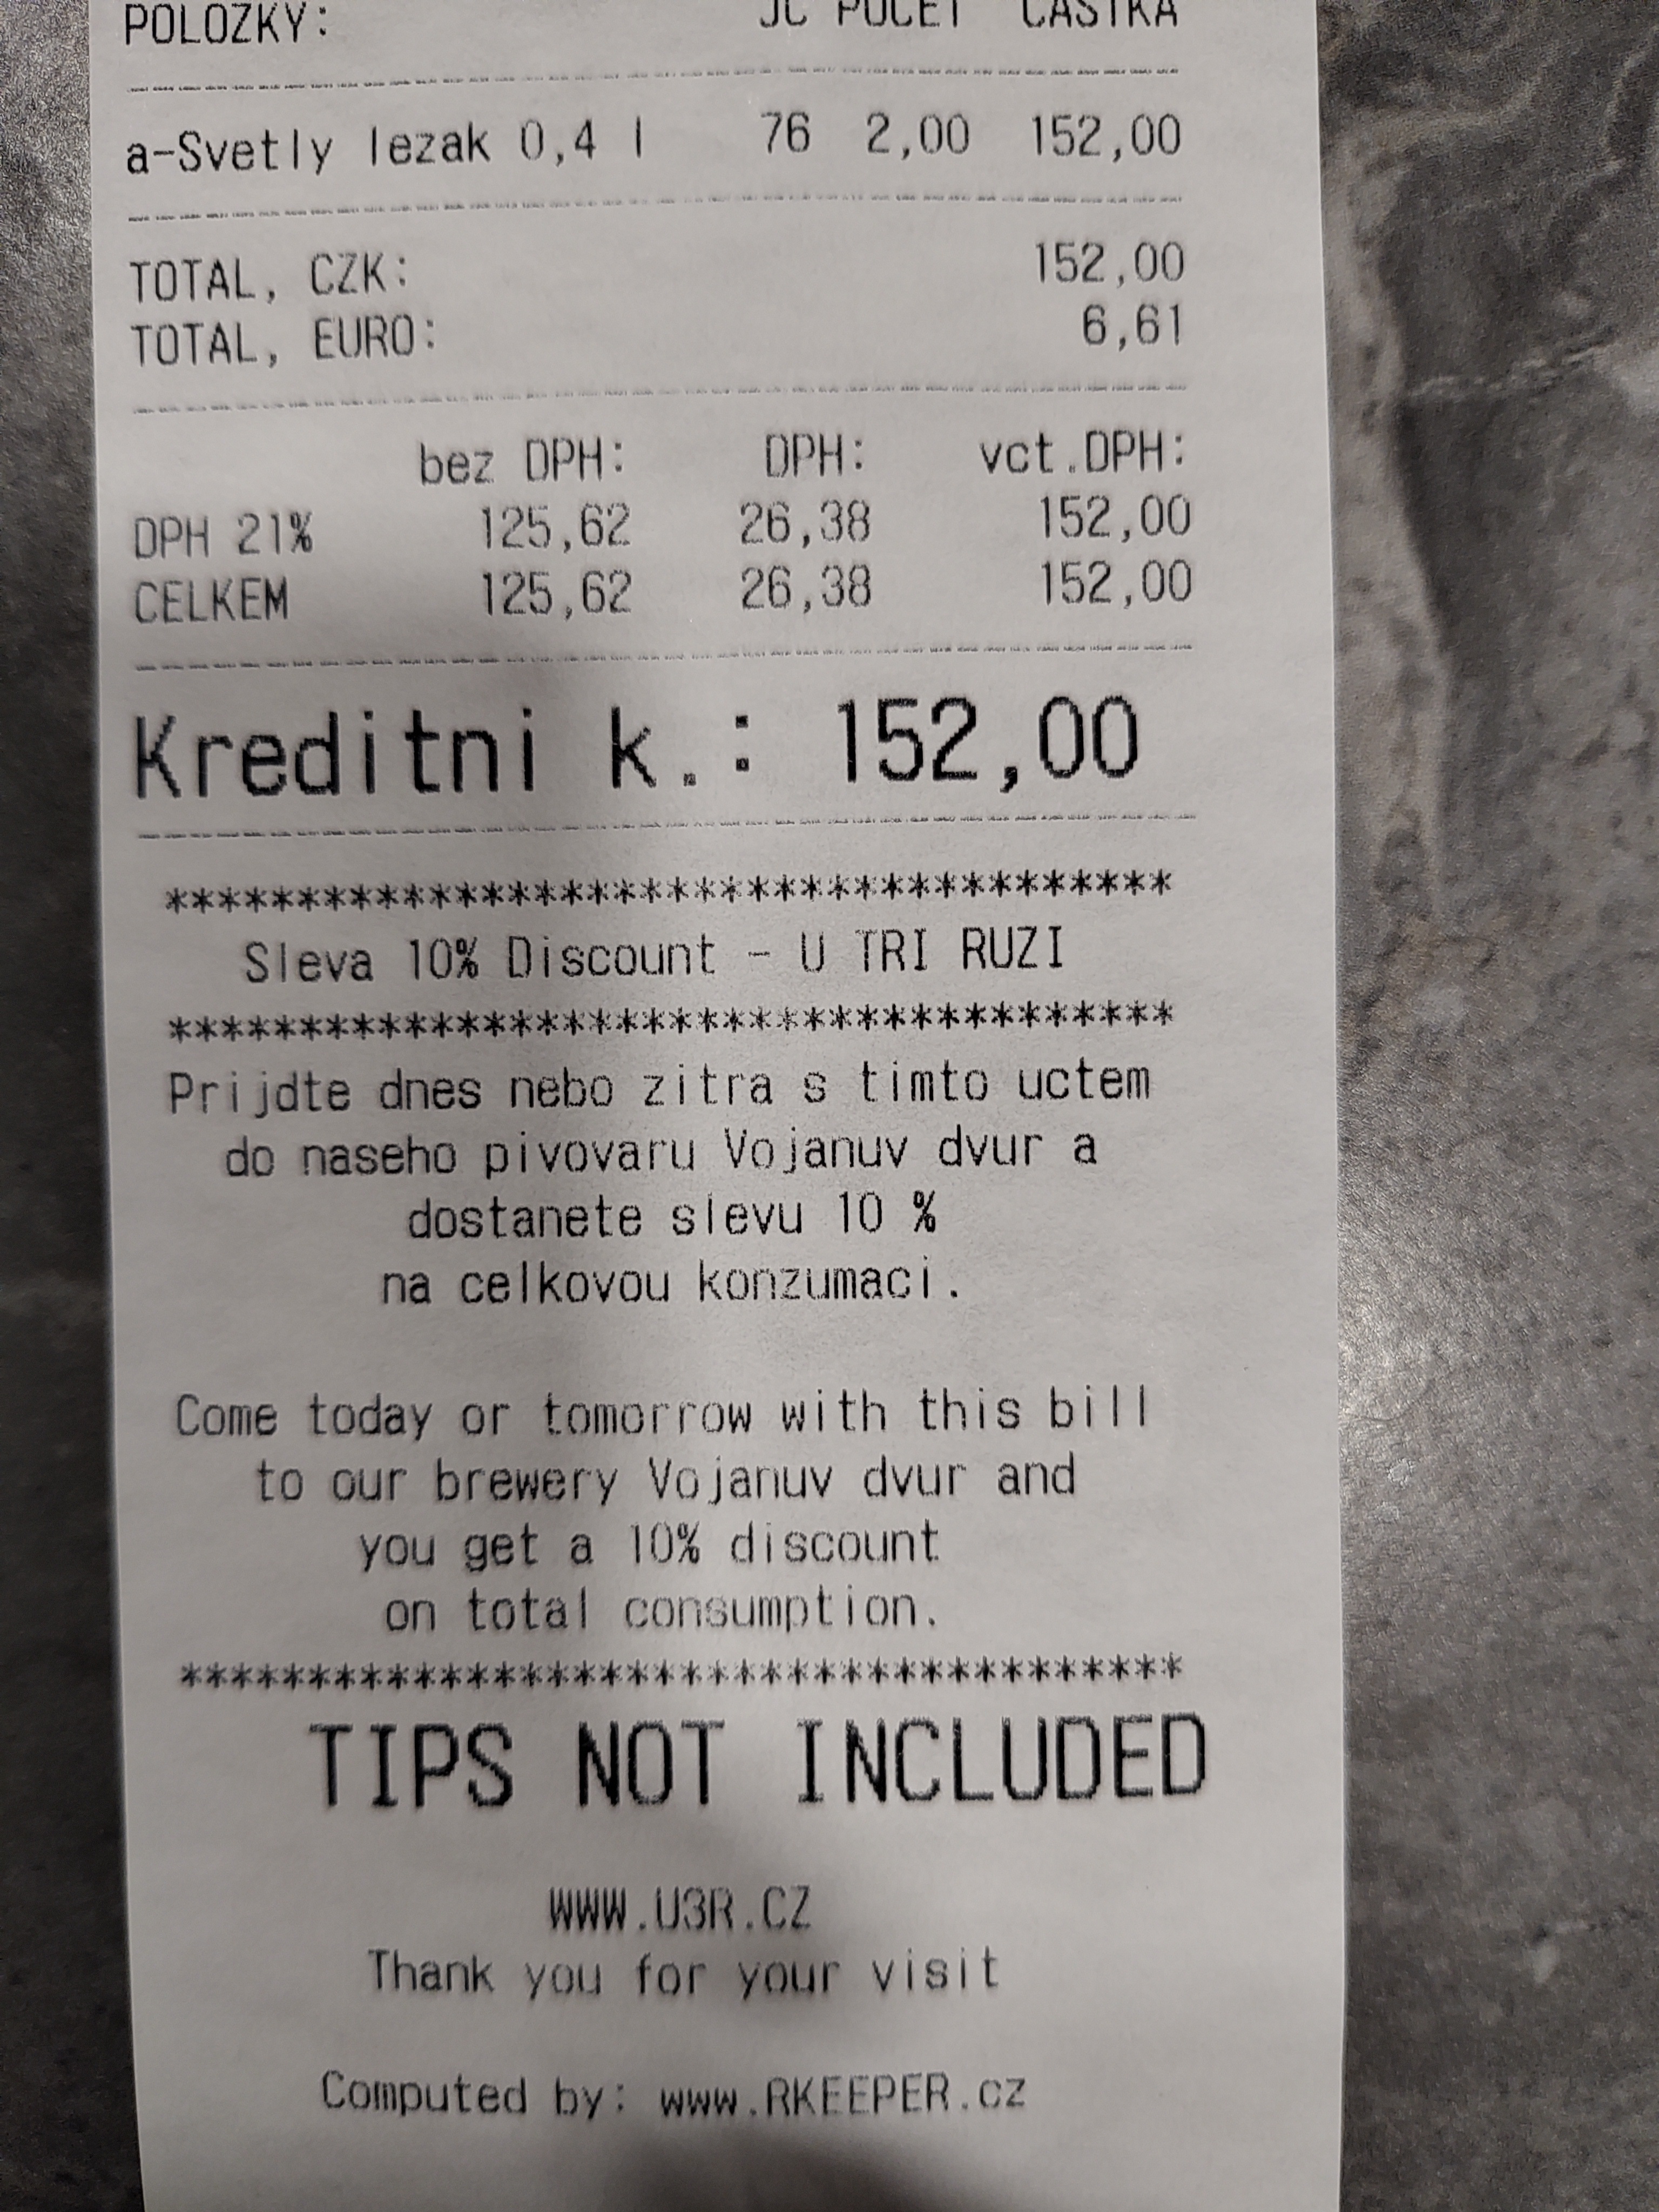 POLOZKY: JC POCET CASTKA
a-Svetly lezak 0,4 l 76 2,00 152,00
TOTAL, CZK: 152,00
TOTAL, EURO: 6,61
bez DPH: DPH: vct.DPH:
DPH 21% 125,62 26,38 152,00
CELKEM 125,62 26,38 152,00
Kreditni k.: 152,00
**************************************
Sleva 10% Discount - U TRI RUZI
**************************************
Prijdte dnes nebo zitra s timto uctem
do naseho pivovaru Vojanuv dvur a
dostanete slevu 10 %
na celkovou konzumaci.
Come today or tomorrow with this bill
to our brewery Vojanuv dvur and
you get a 10% discount
on total consumption.
**************************************
TIPS NOT INCLUDED
WWW.U3R.CZ
Thank you for your visit
Computed by: www.RKEEPER.cz